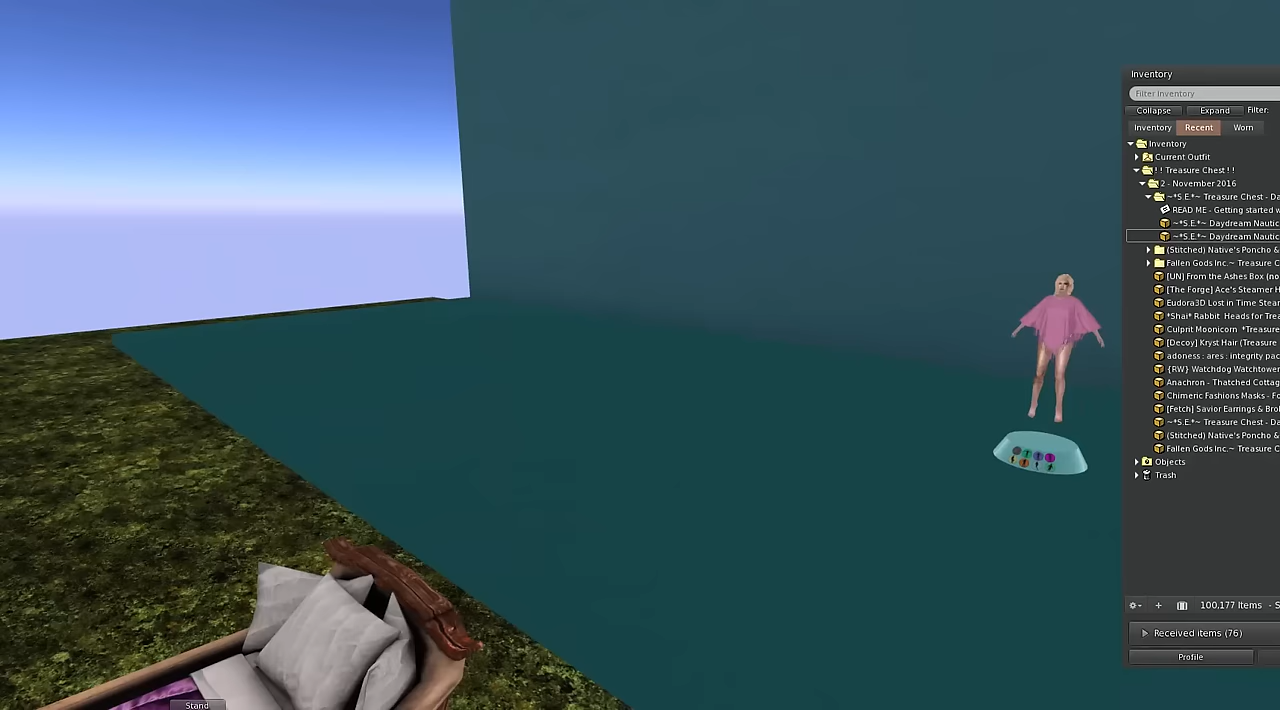 Inventory
Filter Inventory
Collapse Expand Filter:
Inventory Recent Worn
Inventory
Current Outfit
! ! Treasure Chest ! !
2 - November 2016
~*S.E.*~ Treasure Chest - Da
READ ME - Getting started w
~*S.E.*~ Daydream Nautic
~*S.E.*~ Daydream Nautic
(Stitched) Native's Poncho &
Fallen Gods Inc.~ Treasure C
[UN] From the Ashes Box (no
[The Forge] Ace's Steamer H
Eudora3D Lost in Time Stea
*Shai* Rabbit Heads for Trea
Culprit Moonicorn *Treasure
[Decoy] Kryst Hair (Treasure
adoness : ares : integrity pac
{RW} Watchdog Watchtower
Anachron - Thatched Cottag
Chimeric Fashions Masks - Fo
[Fetch] Savior Earrings & Bro
~*S.E.*~ Treasure Chest - Da
(Stitched) Native's Poncho &
Fallen Gods Inc.~ Treasure C
Objects
Trash
100,177 Items - S
Received items (76)
Profile
Stand